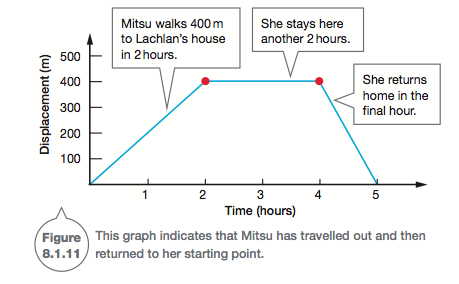 Mitsu walks 400 m
to Lachlan's house
in 2 hours.
She stays here
another 2 hours.
She returns
home in the
final hour.
Displacement (m)
500
400
300
200
100
1
2
3
4
5
Time (hours)
Figure
8.1.11
This graph indicates that Mitsu has travelled out and then
returned to her starting point.